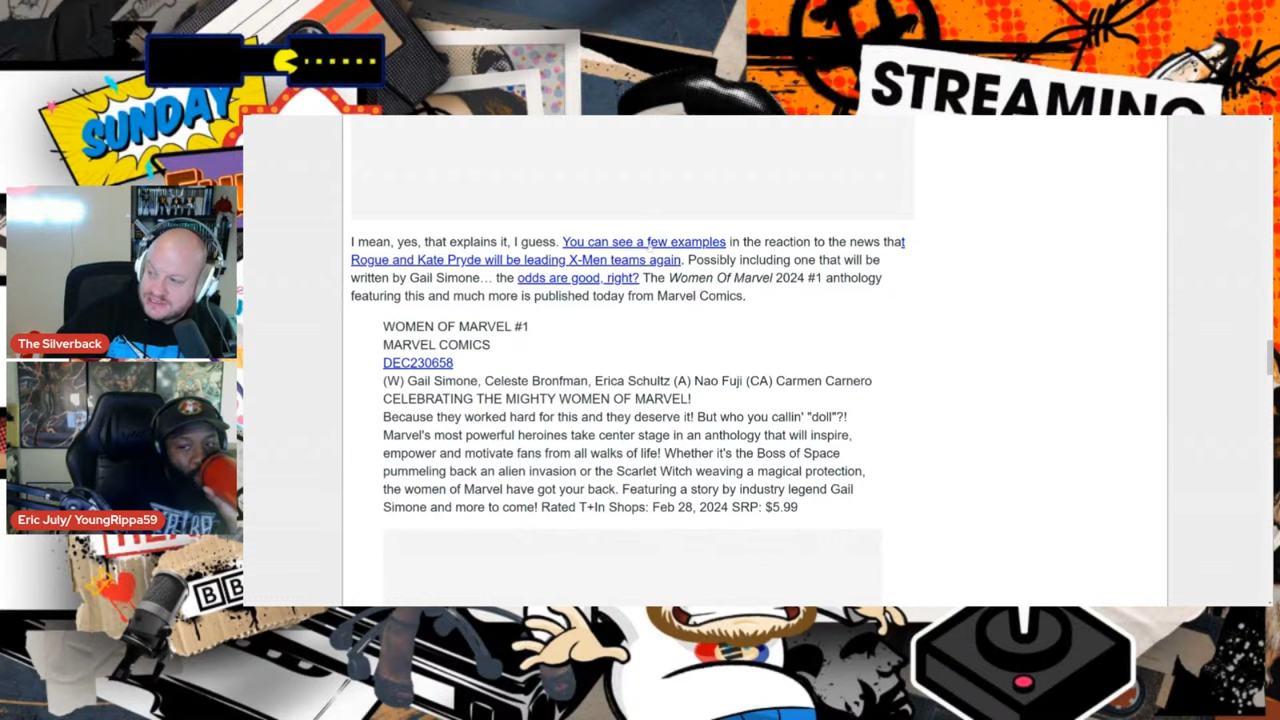 SUNDAY
STREAMING
I mean, yes, that explains it, I guess. You can see a few examples in the reaction to the news that
Rogue and Kate Pryde will be leading X-Men teams again. Possibly including one that will be
written by Gail Simone… the odds are good, right? The Women Of Marvel 2024 #1 anthology
featuring this and much more is published today from Marvel Comics.
WOMEN OF MARVEL #1
MARVEL COMICS
DEC230658
(W) Gail Simone, Celeste Bronfman, Erica Schultz (A) Nao Fuji (CA) Carmen Carnero
CELEBRATING THE MIGHTY WOMEN OF MARVEL!
Because they worked hard for this and they deserve it! But who you callin' "doll"?!
Marvel's most powerful heroines take center stage in an anthology that will inspire,
empower and motivate fans from all walks of life! Whether it's the Boss of Space
pummeling back an alien invasion or the Scarlet Witch weaving a magical protection,
the women of Marvel have got your back. Featuring a story by industry legend Gail
Simone and more to come! Rated T+In Shops: Feb 28, 2024 SRP: $5.99
The Silverback
Eric July/ YoungRippa59